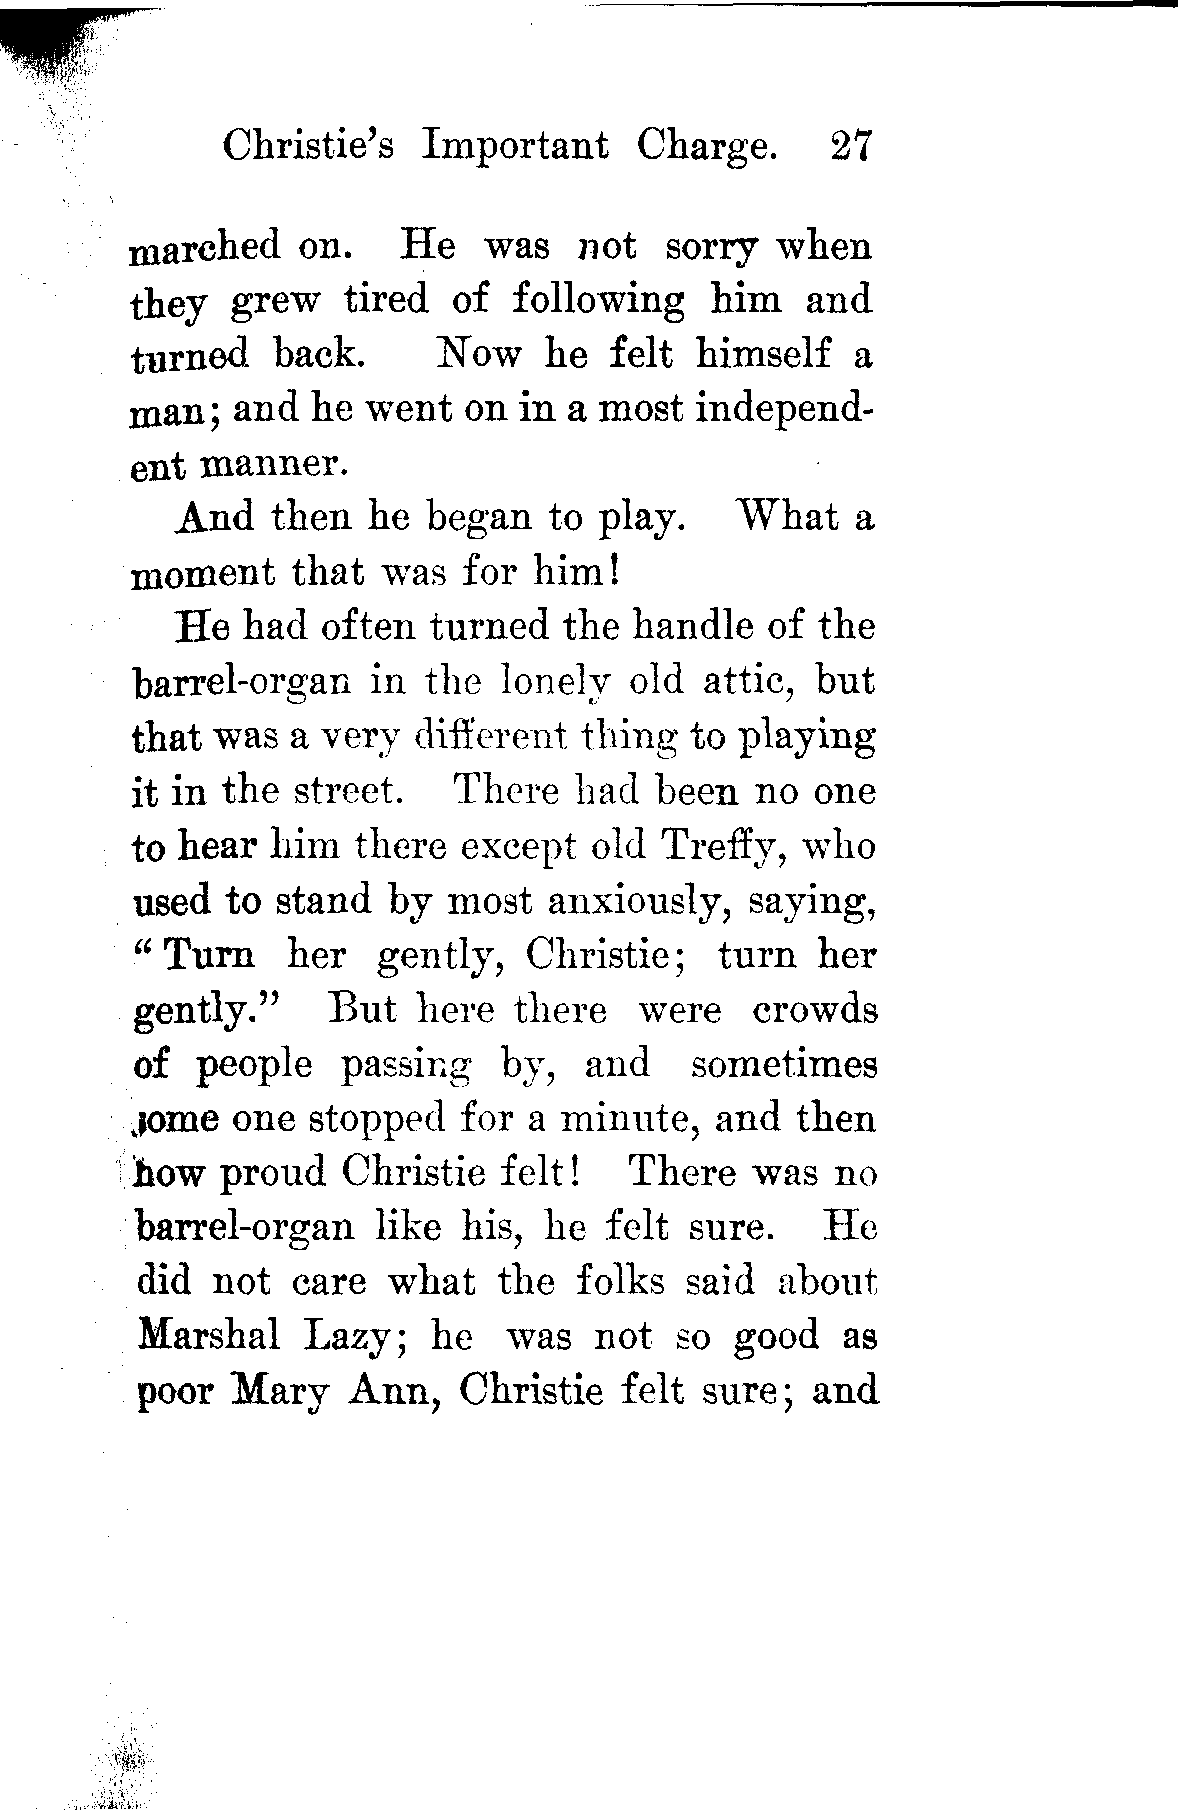 Christie's Important Charge. 27
marched on. He was not sorry when
they grew tired of following him and
turned back. Now he felt himself a
man; and he went on in a most independ-
ent manner.
And then he began to play. What a
moment that was for him!
He had often turned the handle of the
barrel-organ in the lonely old attic, but
that was a very different thing to playing
it in the street. There had been no one
to hear him there except old Treffy, who
used to stand by most anxiously, saying,
"Turn her gently, Christie; turn her
gently." But here there were crowds
of people passing by, and sometimes
some one stopped for a minute, and then
how proud Christie felt! There was no
barrel-organ like his, he felt sure. He
did not care what the folks said about
Marshal Lazy; he was not so good as
poor Mary Ann, Christie felt sure; and